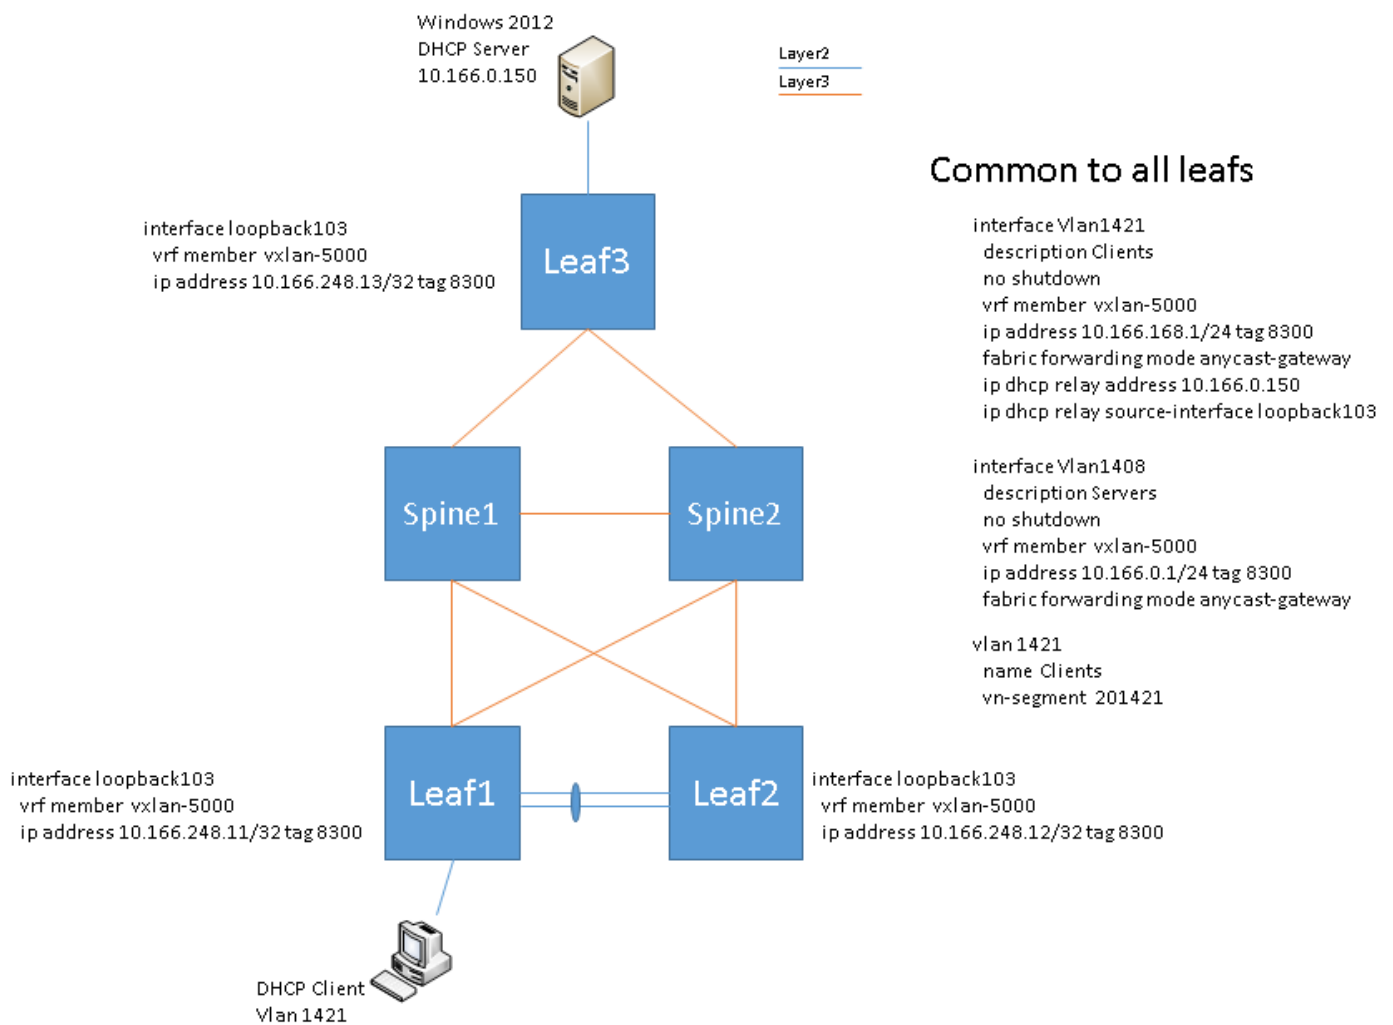 Windows 2012
DHCP Server
10.166.0.150
Layer2
Layer3
Common to all leafs
interface loopback103
vrf member vxlan-5000
ip address 10.166.248.13/32 tag 8300
Leaf3
interface Vlan1421
description Clients
no shutdown
vrf member vxlan-5000
ip address 10.166.168.1/24 tag 8300
fabric forwarding mode anycast-gateway
ip dhcp relay address 10.166.0.150
ip dhcp relay source-interface loopback103
Spine1
Spine2
interface Vlan1408
description Servers
no shutdown
vrf member vxlan-5000
ip address 10.166.0.1/24 tag 8300
fabric forwarding mode anycast-gateway
vlan 1421
name Clients
vn-segment 201421
interface loopback103
vrf member vxlan-5000
ip address 10.166.248.11/32 tag 8300
Leaf1
Leaf2
interface loopback103
vrf member vxlan-5000
ip address 10.166.248.12/32 tag 8300
DHCP Client
Vlan 1421